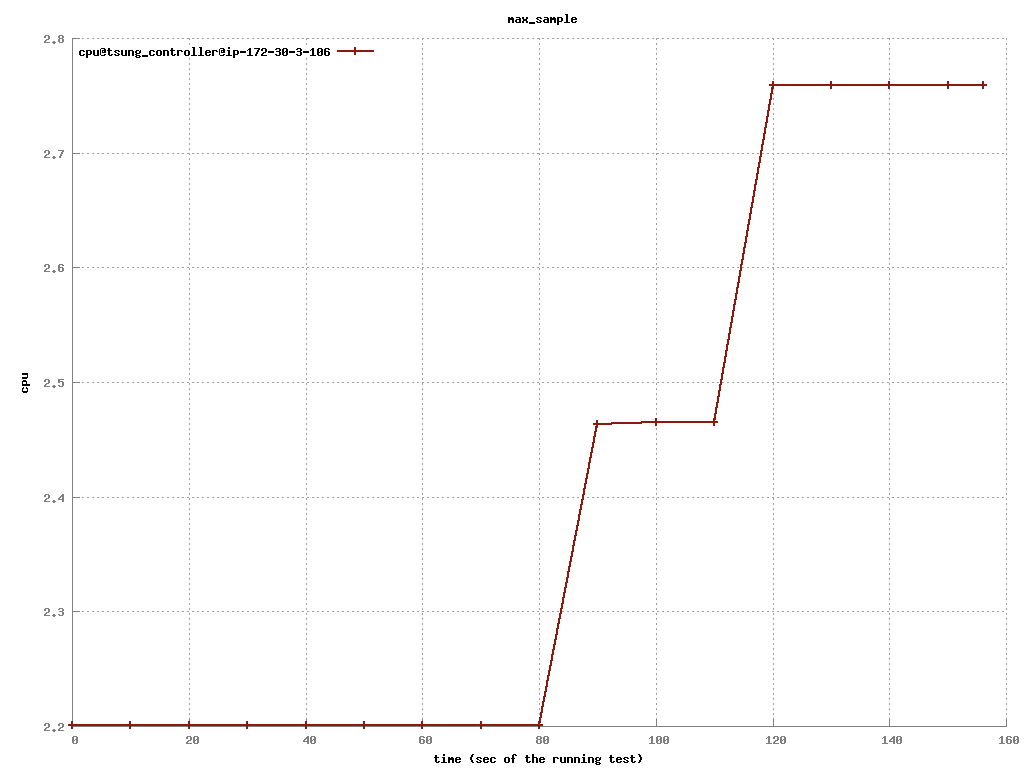 max_sample
cpu@tsung_controller@ip-172-30-3-106
2.8
2.7
2.6
2.5
2.4
2.3
2.2
cpu
0 20 40 60 80 100 120 140 160
time (sec of the running test)